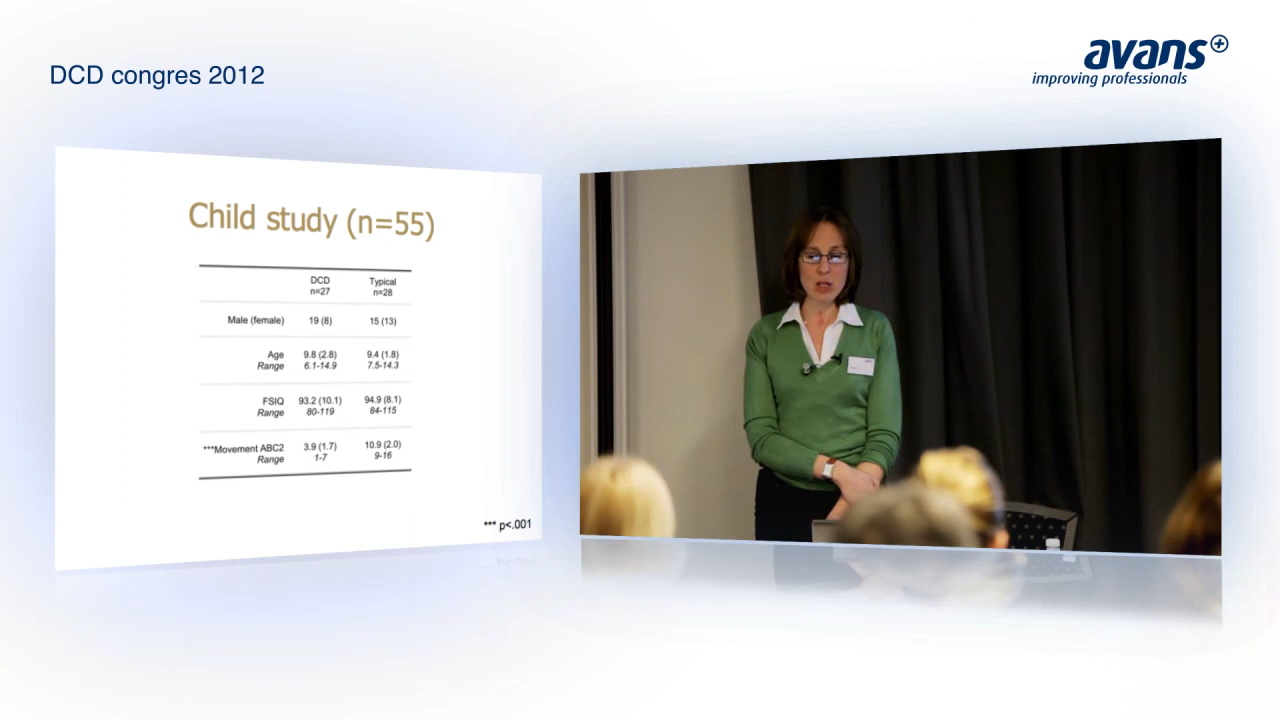 DCD congres 2012
avans+
improving professionals
Child study (n=55)
DCD Typical
n=27 n=28
Male (female) 19 (8) 15 (13)
Age 9.8 (2.8) 9.4 (1.8)
Range 6.1-14.9 7.5-14.3
FSIQ 93.2 (10.1) 94.9 (8.1)
Range 80-119 84-115
***Movement ABC2 3.9 (1.7) 10.9 (2.0)
Range 1-7 9-16
*** p<.001